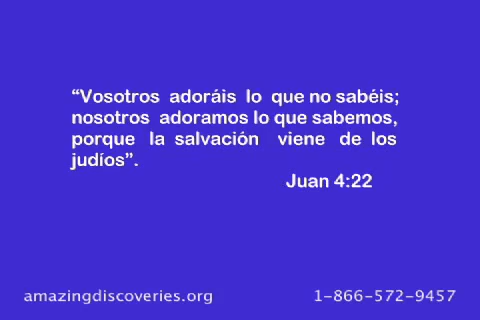 “Vosotros adoráis lo que no sabéis;
nosotros adoramos lo que sabemos,
porque la salvación viene de los
judíos”.
Juan 4:22
amazingdiscoveries.org 1-866-572-9457